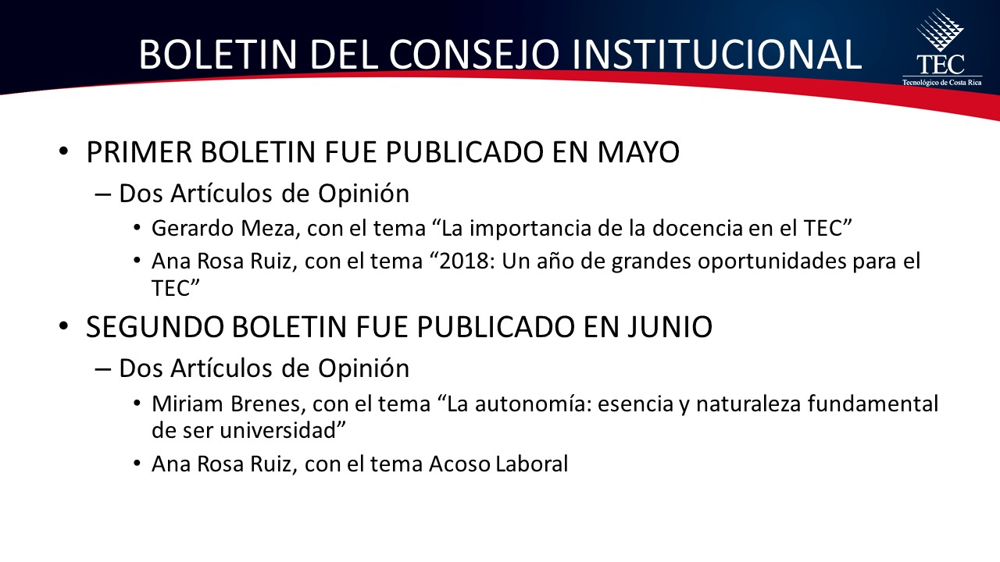 BOLETIN DEL CONSEJO INSTITUCIONAL
TEC
Tecnológico de Costa Rica
• PRIMER BOLETIN FUE PUBLICADO EN MAYO
– Dos Artículos de Opinión
• Gerardo Meza, con el tema “La importancia de la docencia en el TEC”
• Ana Rosa Ruiz, con el tema “2018: Un año de grandes oportunidades para el
TEC”
• SEGUNDO BOLETIN FUE PUBLICADO EN JUNIO
– Dos Artículos de Opinión
• Miriam Brenes, con el tema “La autonomía: esencia y naturaleza fundamental
de ser universidad”
• Ana Rosa Ruiz, con el tema Acoso Laboral